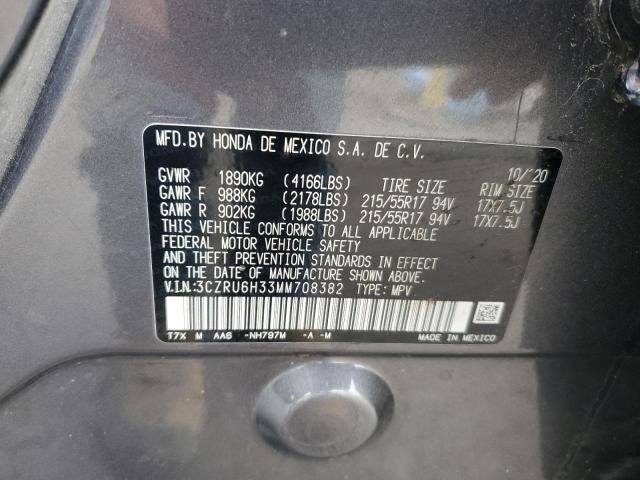 MFD.BY HONDA DE MEXICO S.A. DE C.V.
10/'20
GVWR 1890KG (4166LBS) TIRE SIZE RIM SIZE
GAWR F 988KG (2178LBS) 215/55R17 94V 17X7.5J
GAWR R 902KG (1988LBS) 215/55R17 94V 17X7.5J
THIS VEHICLE CONFORMS TO ALL APPLICABLE
FEDERAL MOTOR VEHICLE SAFETY
AND THEFT PREVENTION STANDARDS IN EFFECT
ON THE DATE OF MANUFACTURE SHOWN ABOVE.
V.I.N.:3CZRU6H33MM708382 TYPE: MPV
T7X M AA6 -NH797M -A -M MADE IN MEXICO